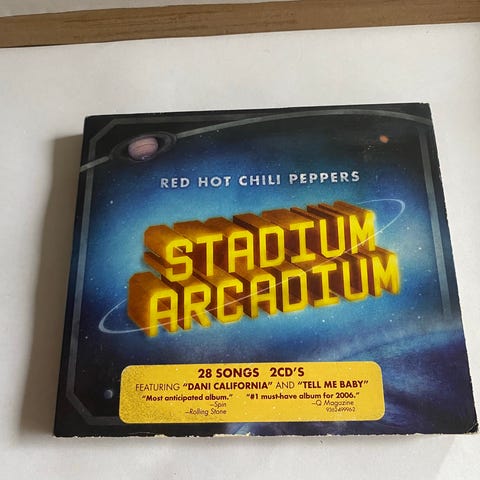 RED HOT CHILI PEPPERS
STADIUM
ARCADIUM
28 SONGS 2CD'S
FEATURING "DANI CALIFORNIA" AND "TELL ME BABY"
"Most anticipated album." "#1 must-have album for 2006."
—Spin —Q Magazine
—Rolling Stone 9362499962